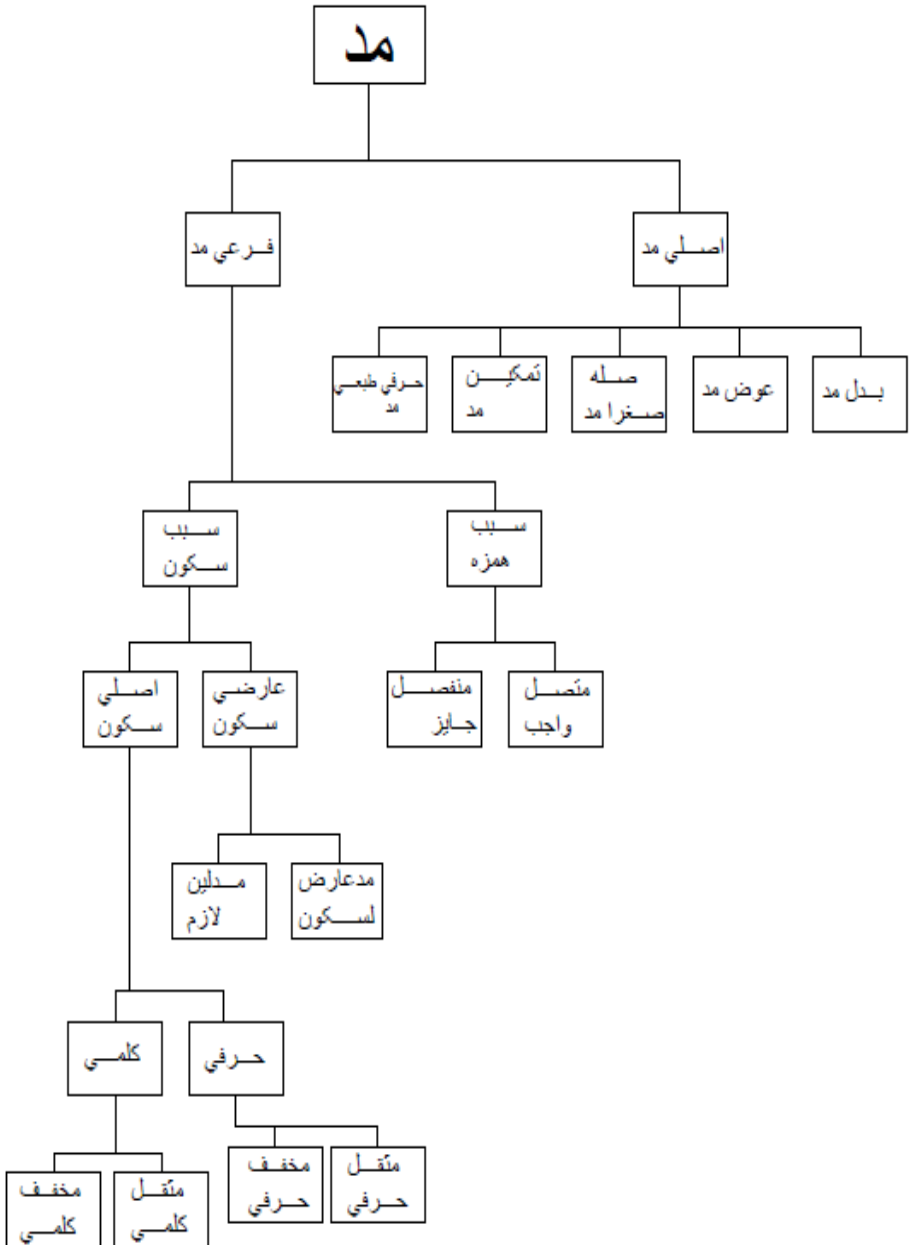 مد
اصلي مد
فرعي مد
بدل مد
عوض مد
صله
صغرا مد
تمكين
مد
حرفي طبعي
مد
سبب
همزه
سبب
سكون
متصل
واجب
منفصل
جايز
عارضي
سكون
اصلي
سكون
مدعارض
لسكون
مدلين
لازم
حرفي
كلمي
مثقل
حرفي
مخفف
حرفي
مثقل
كلمي
مخفف
كلمي